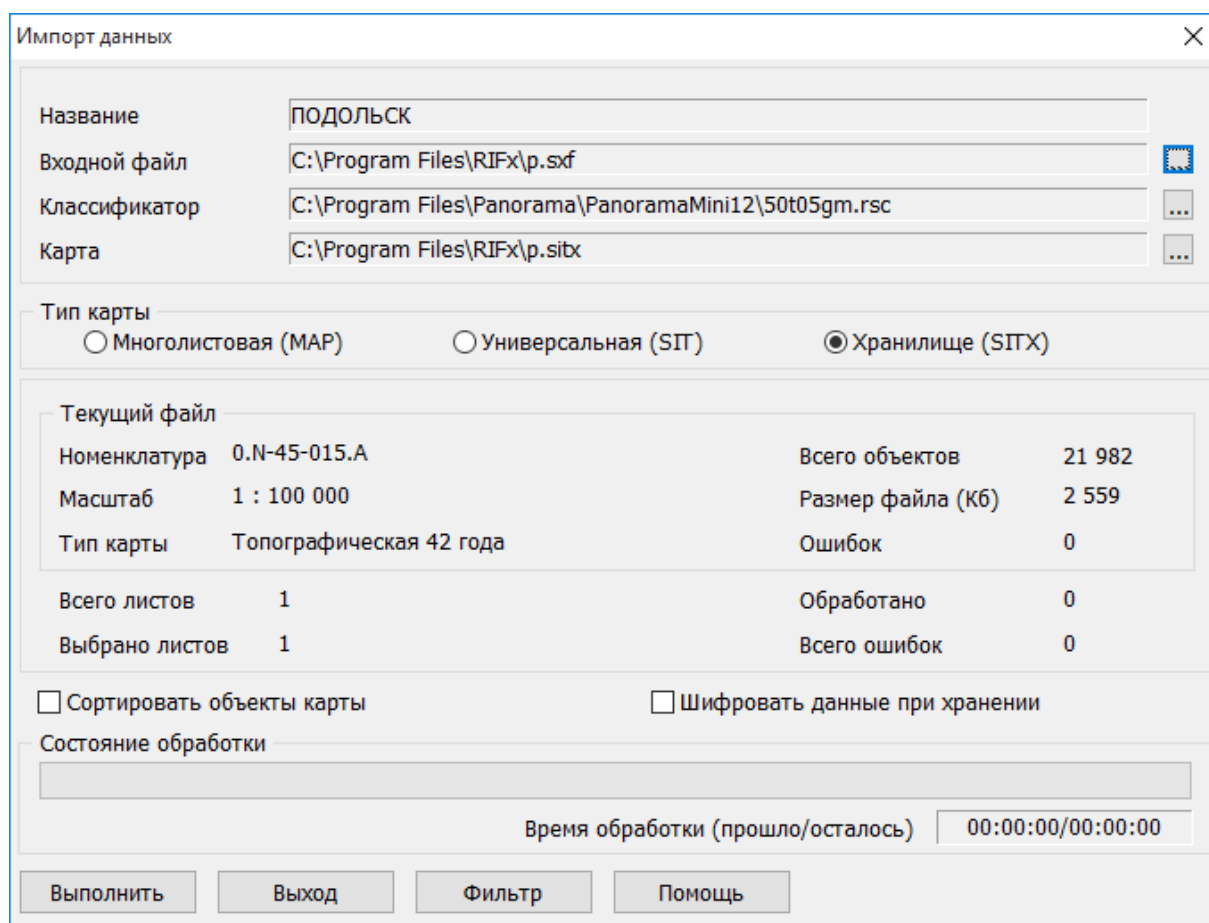 Импорт данных
Название ПОДОЛЬСК
Входной файл C:\Program Files\RIFx\p.sxf
Классификатор C:\Program Files\Panorama\PanoramaMini12\50t05gm.rsc ...
Карта C:\Program Files\RIFx\p.sitx ...
Тип карты
Многолистовая (MAP) Универсальная (SIT) Хранилище (SITX)
Текущий файл
Номенклатура 0.N-45-015.A Всего объектов 21 982
Масштаб 1 : 100 000 Размер файла (Кб) 2 559
Тип карты Топографическая 42 года Ошибок 0
Всего листов 1 Обработано 0
Выбрано листов 1 Всего ошибок 0
Сортировать объекты карты Шифровать данные при хранении
Состояние обработки
Время обработки (прошло/осталось) 00:00:00/00:00:00
Выполнить Выход Фильтр Помощь